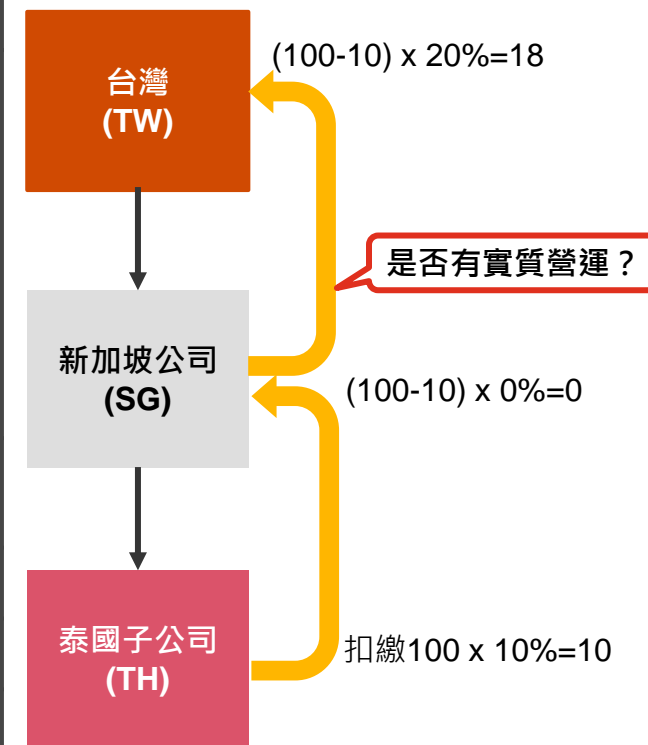 (100-10) x 20%=18
台灣
(TW)
是否有實質營運？
新加坡公司
(SG)
(100-10) x 0%=0
泰國子公司
(TH)
扣繳100 x 10%=10